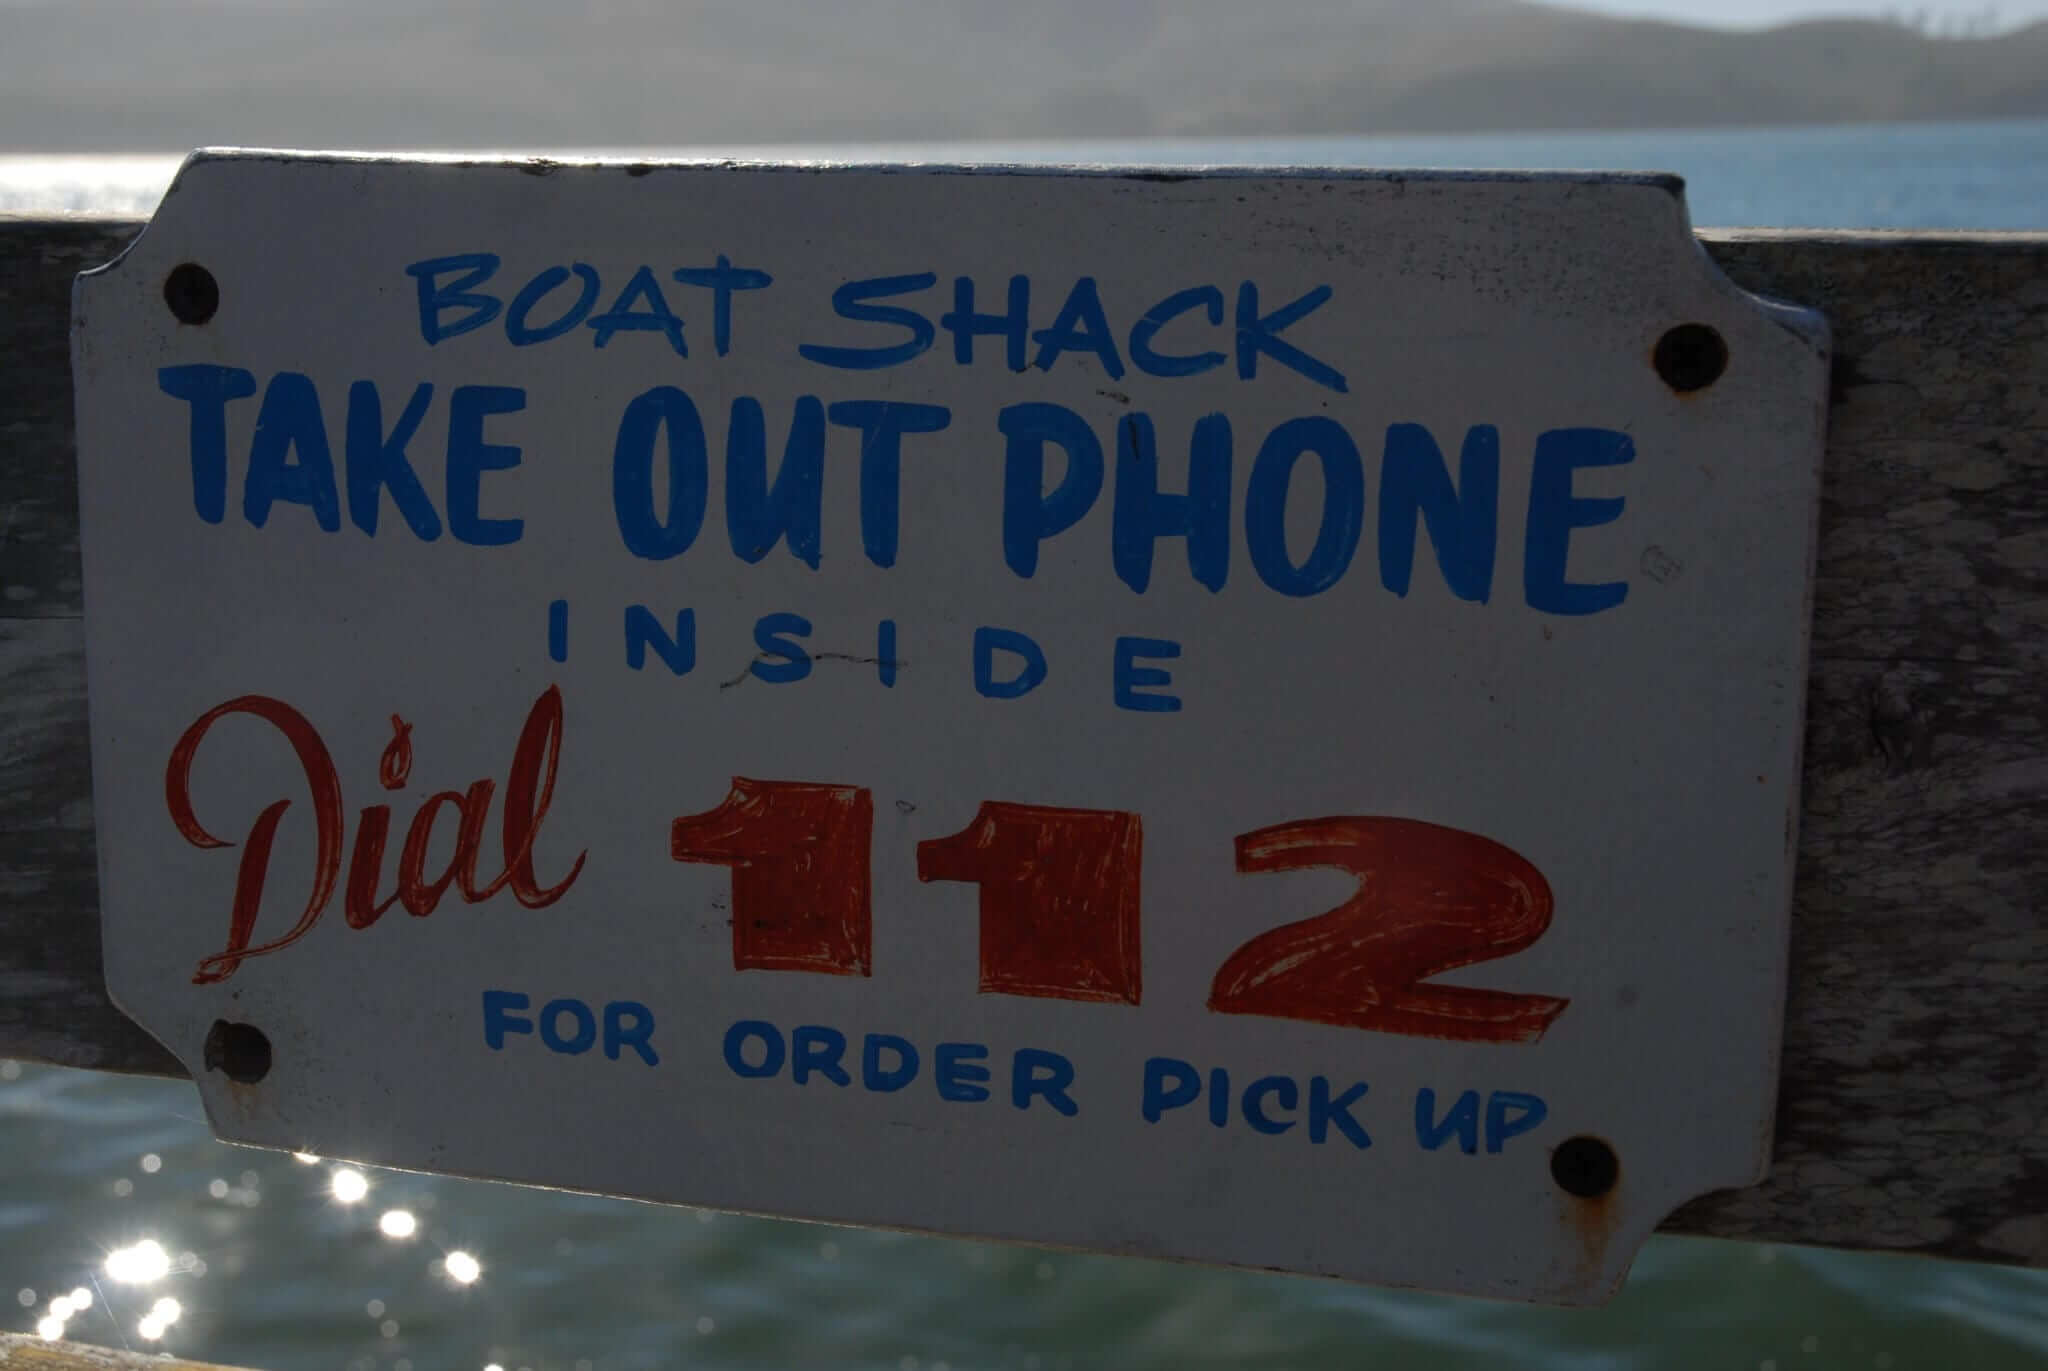 BOAT SHACK
TAKE OUT PHONE
INSIDE
Dial 112
FOR ORDER PICK UP